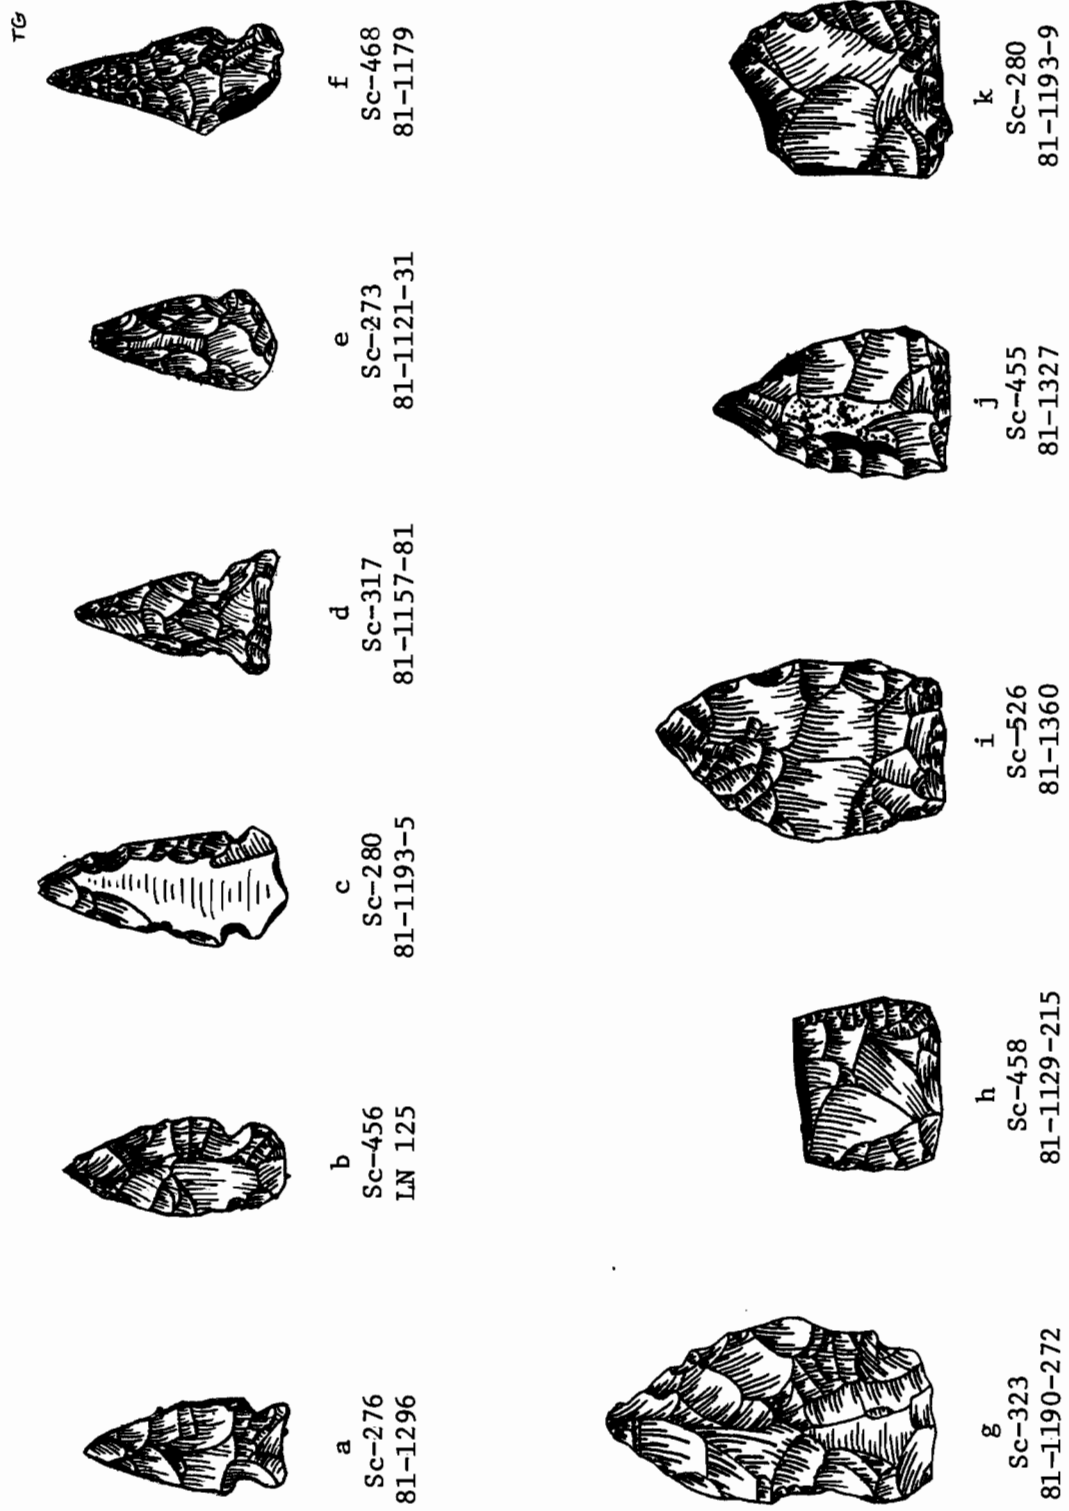 TG
a
Sc-276
81-1296
b
Sc-456
LN 125
c
Sc-280
81-1193-5
d
Sc-317
81-1157-81
e
Sc-273
81-1121-31
f
Sc-468
81-1179
g
Sc-323
81-1190-272
h
Sc-458
81-1129-215
i
Sc-526
81-1360
j
Sc-455
81-1327
k
Sc-280
81-1193-9